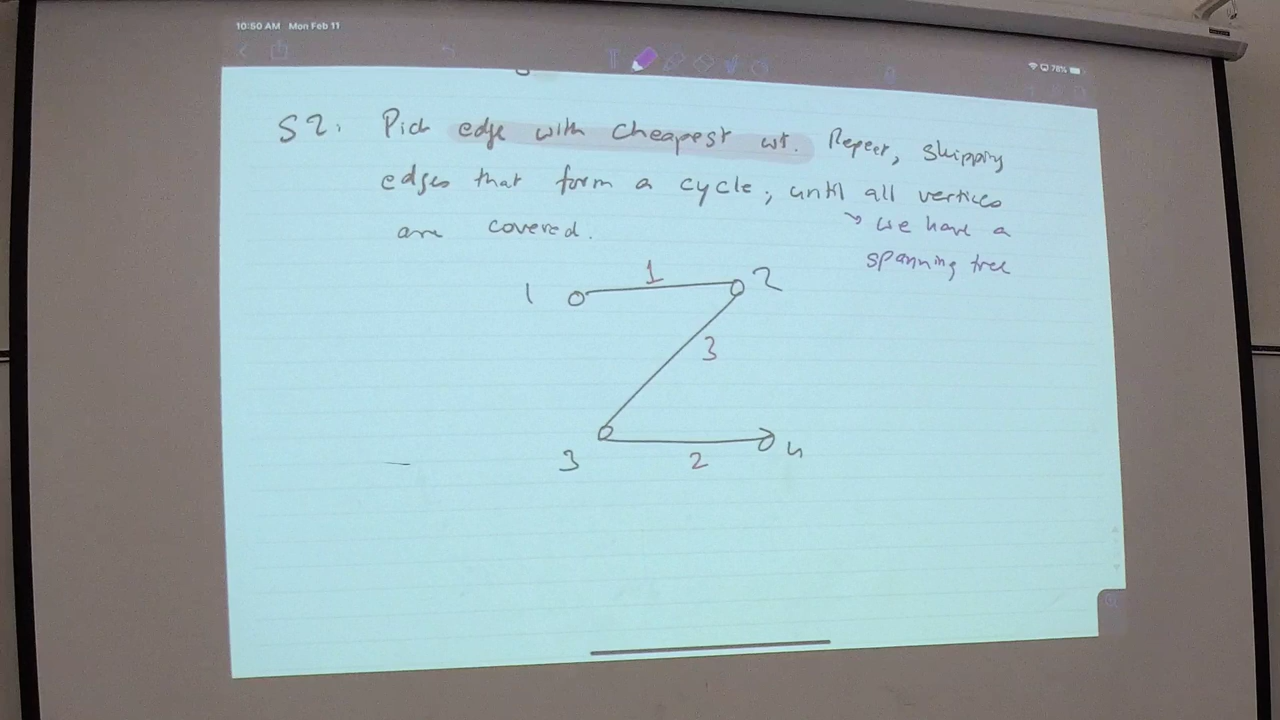 10:50 AM Mon Feb 11
78%
S2. Pick edge with cheapest wt. Repeat, skipping
edges that form a cycle, until all vertices
are covered.
↘ we have a
spanning tree
1 1 2
3
3 2 4